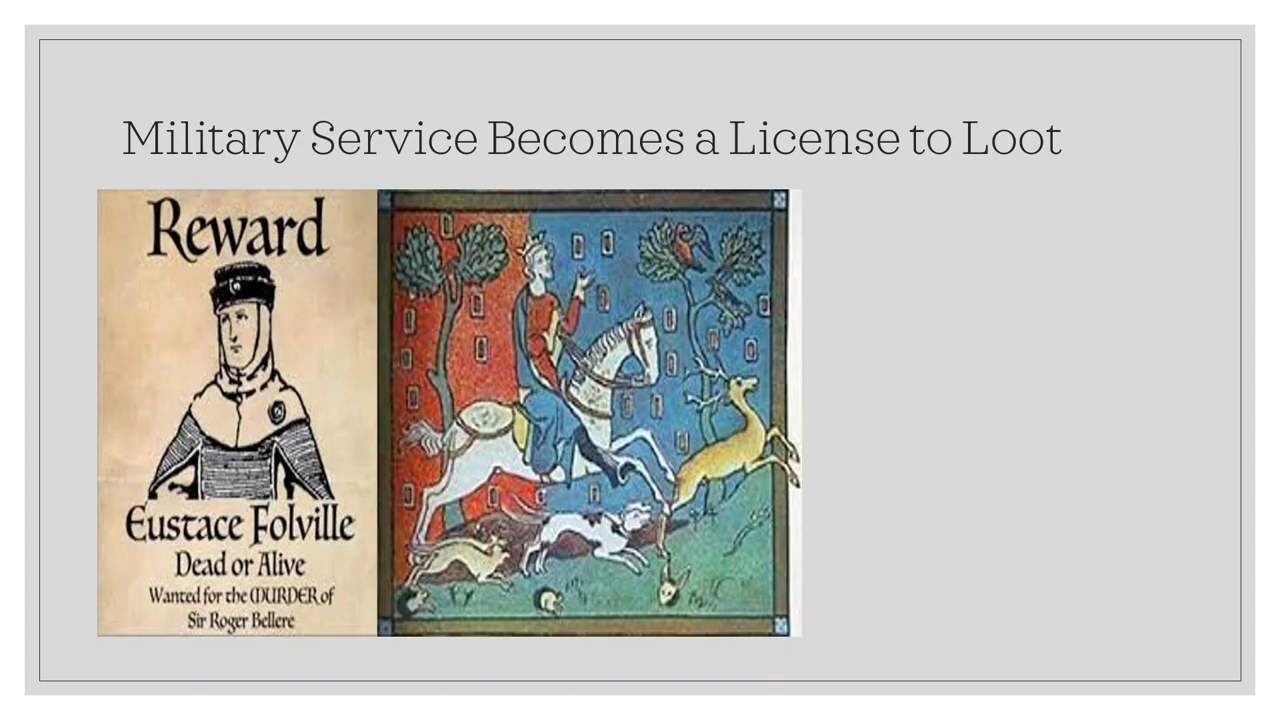 Military Service Becomes a License to Loot
Reward
Eustace Folville
Dead or Alive
Wanted for the MURDER of
Sir Roger Bellere